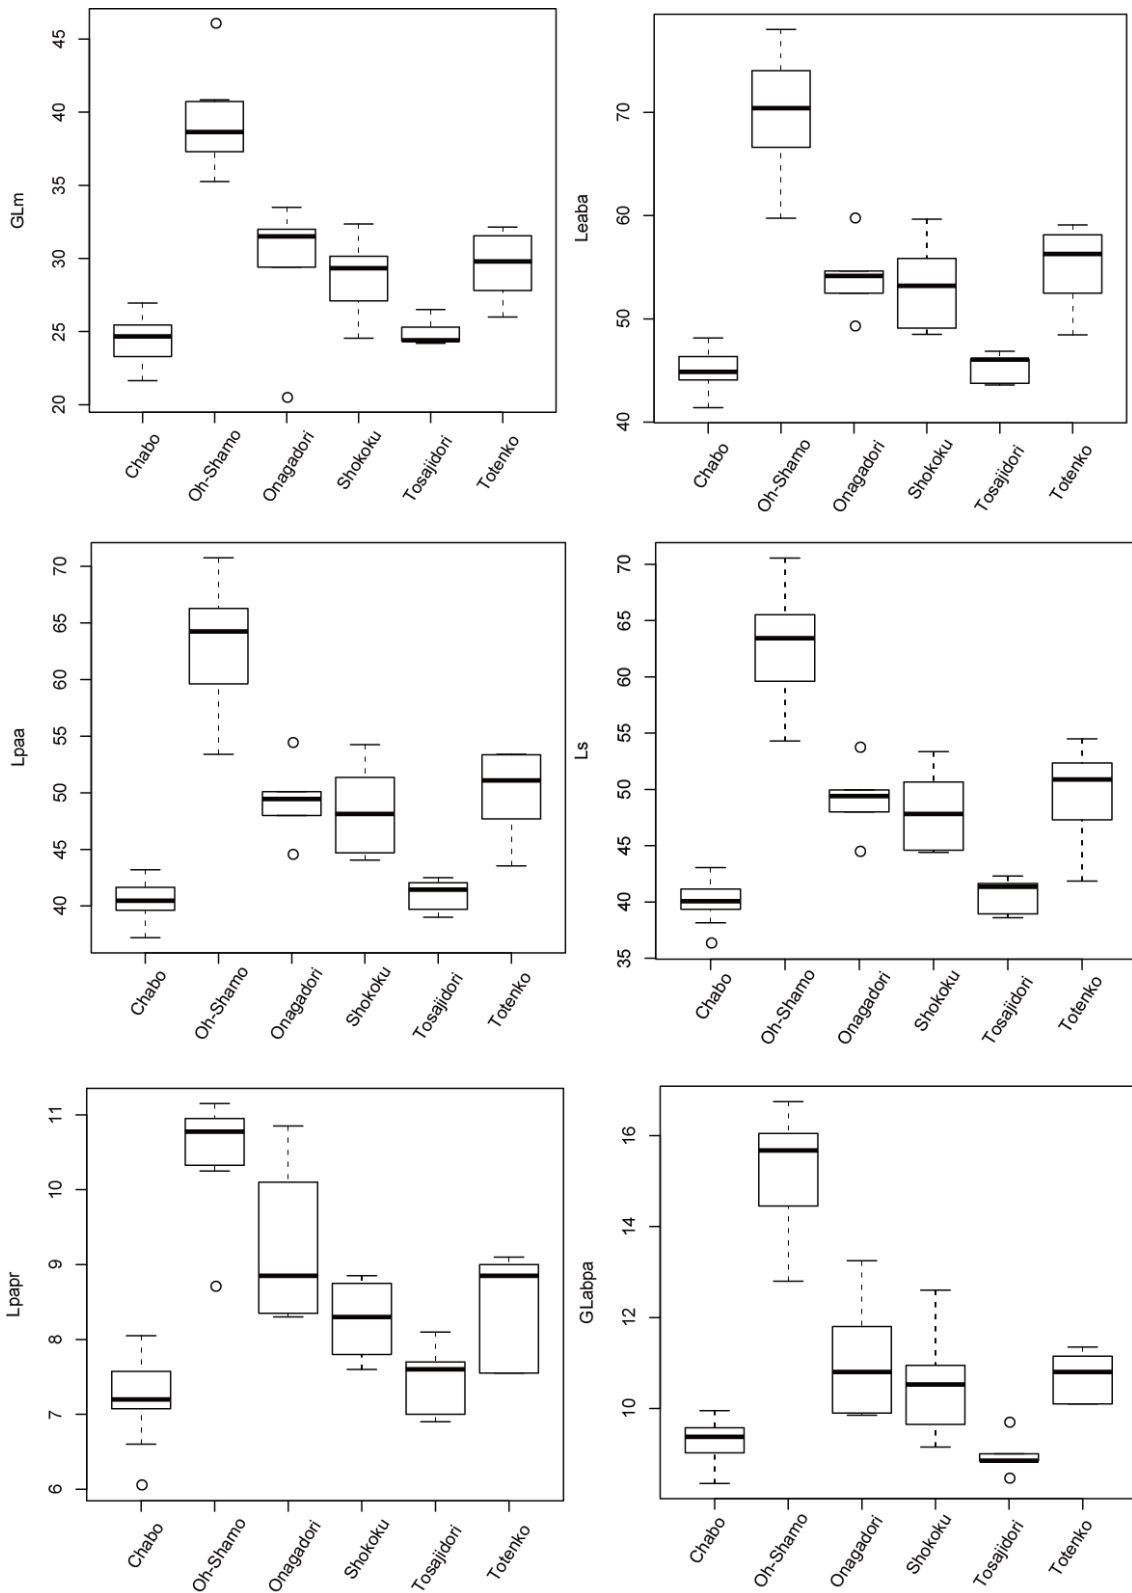 GLm
45
40
35
30
25
20
Chabo
Oh-Shamo
Onagadori
Shokoku
Tosajidori
Totenko
Leaba
70
60
50
40
Chabo
Oh-Shamo
Onagadori
Shokoku
Tosajidori
Totenko
Lpaa
70
65
60
55
50
45
40
Chabo
Oh-Shamo
Onagadori
Shokoku
Tosajidori
Totenko
Ls
70
65
60
55
50
45
40
35
Chabo
Oh-Shamo
Onagadori
Shokoku
Tosajidori
Totenko
Lpapr
11
10
9
8
7
6
Chabo
Oh-Shamo
Onagadori
Shokoku
Tosajidori
Totenko
GLabpa
16
14
12
10
Chabo
Oh-Shamo
Onagadori
Shokoku
Tosajidori
Totenko